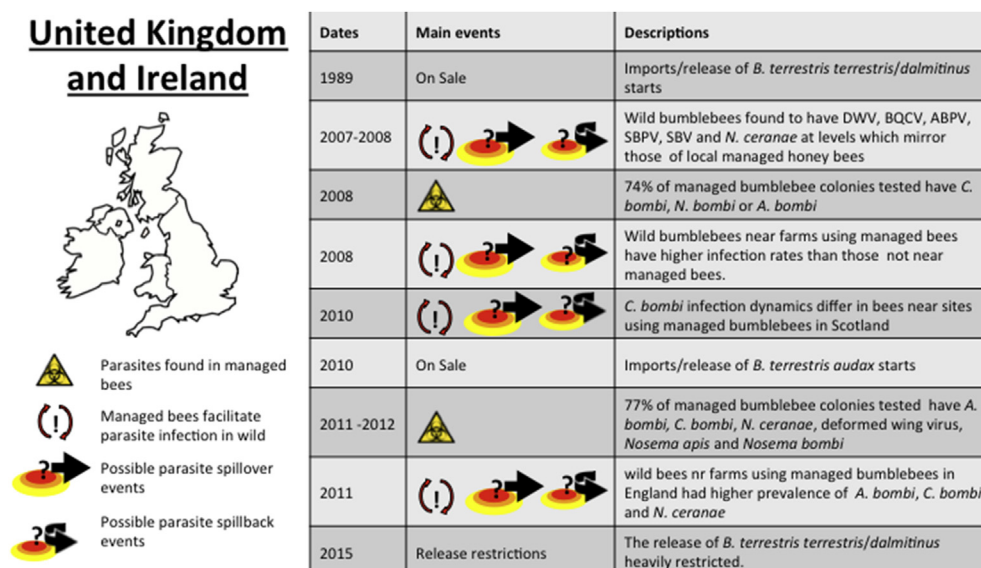 United Kingdom
and Ireland
Parasites found in managed
bees
Managed bees facilitate
parasite infection in wild
Possible parasite spillover
events
Possible parasite spillback
events
Dates Main events Descriptions
1989 On Sale Imports/release of B. terrestris terrestris/dalmitinus
starts
2007-2008 Wild bumblebees found to have DWV, BQCV, ABPV,
SBPV, SBV and N. ceranae at levels which mirror
those of local managed honey bees
2008 74% of managed bumblebee colonies tested have C.
bombi, N. bombi or A. bombi
2008 Wild bumblebees near farms using managed bees
have higher infection rates than those not near
managed bees.
2010 C. bombi infection dynamics differ in bees near sites
using managed bumblebees in Scotland
2010 On Sale Imports/release of B. terrestris audax starts
2011 -2012 77% of managed bumblebee colonies tested have A.
bombi, C. bombi, N. ceranae, deformed wing virus,
Nosema apis and Nosema bombi
2011 wild bees nr farms using managed bumblebees in
England had higher prevalence of A. bombi, C. bombi
and N. ceranae
2015 Release restrictions The release of B. terrestris terrestris/dalmitinus
heavily restricted.